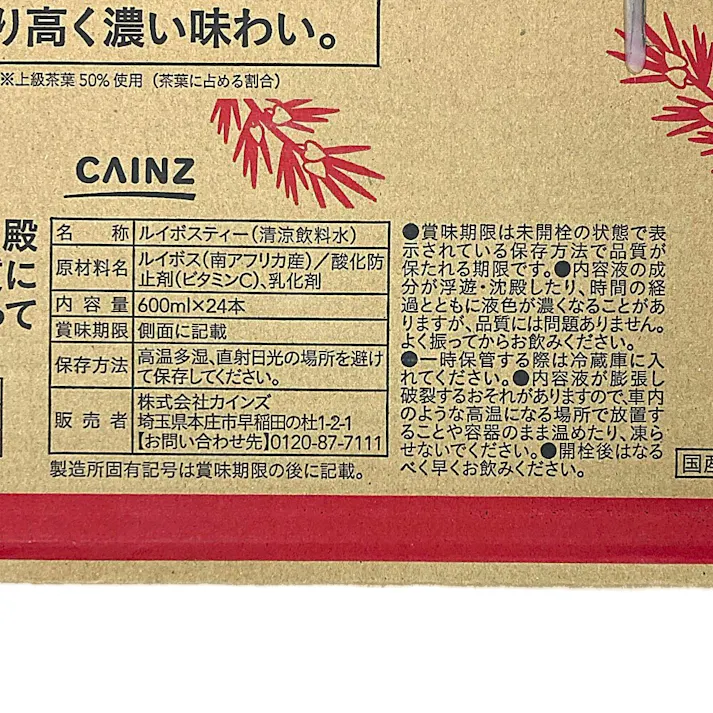 り高く濃い味わい。
※上級茶葉50%使用（茶葉に占める割合）
CAINZ
殿
に
って
名 称 ルイボスティー（清涼飲料水）
原材料名 ルイボス（南アフリカ産）／酸化防
止剤（ビタミンC）、乳化剤
内 容 量 600ml×24本
賞味期限 側面に記載
保存方法 高温多湿、直射日光の場所を避け
て保存してください。
販 売 者 株式会社カインズ
埼玉県本庄市早稲田の杜1-2-1
【お問い合わせ先】0120-87-7111
製造所固有記号は賞味期限の後に記載。
●賞味期限は未開栓の状態で表
示されている保存方法で品質が
保たれる期限です。●内容液の成
分が浮遊・沈殿したり、時間の経
過とともに液色が濃くなることがあ
りますが、品質には問題ありません。
よく振ってからお飲みください。
●一時保管する際は冷蔵庫に入
れてください。●内容液が膨張し
破裂するおそれがありますので、車内
のような高温になる場所で放置す
ることや容器のまま温めたり、凍ら
せないでください。●開栓後はなる
べく早くお飲みください。
国産